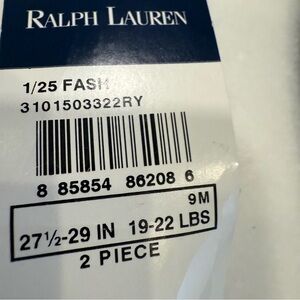 RALPH LAUREN
1/25 FASH
3101503322RY
8 85854 86208 6
9M
27½-29 IN 19-22 LBS
2 PIECE